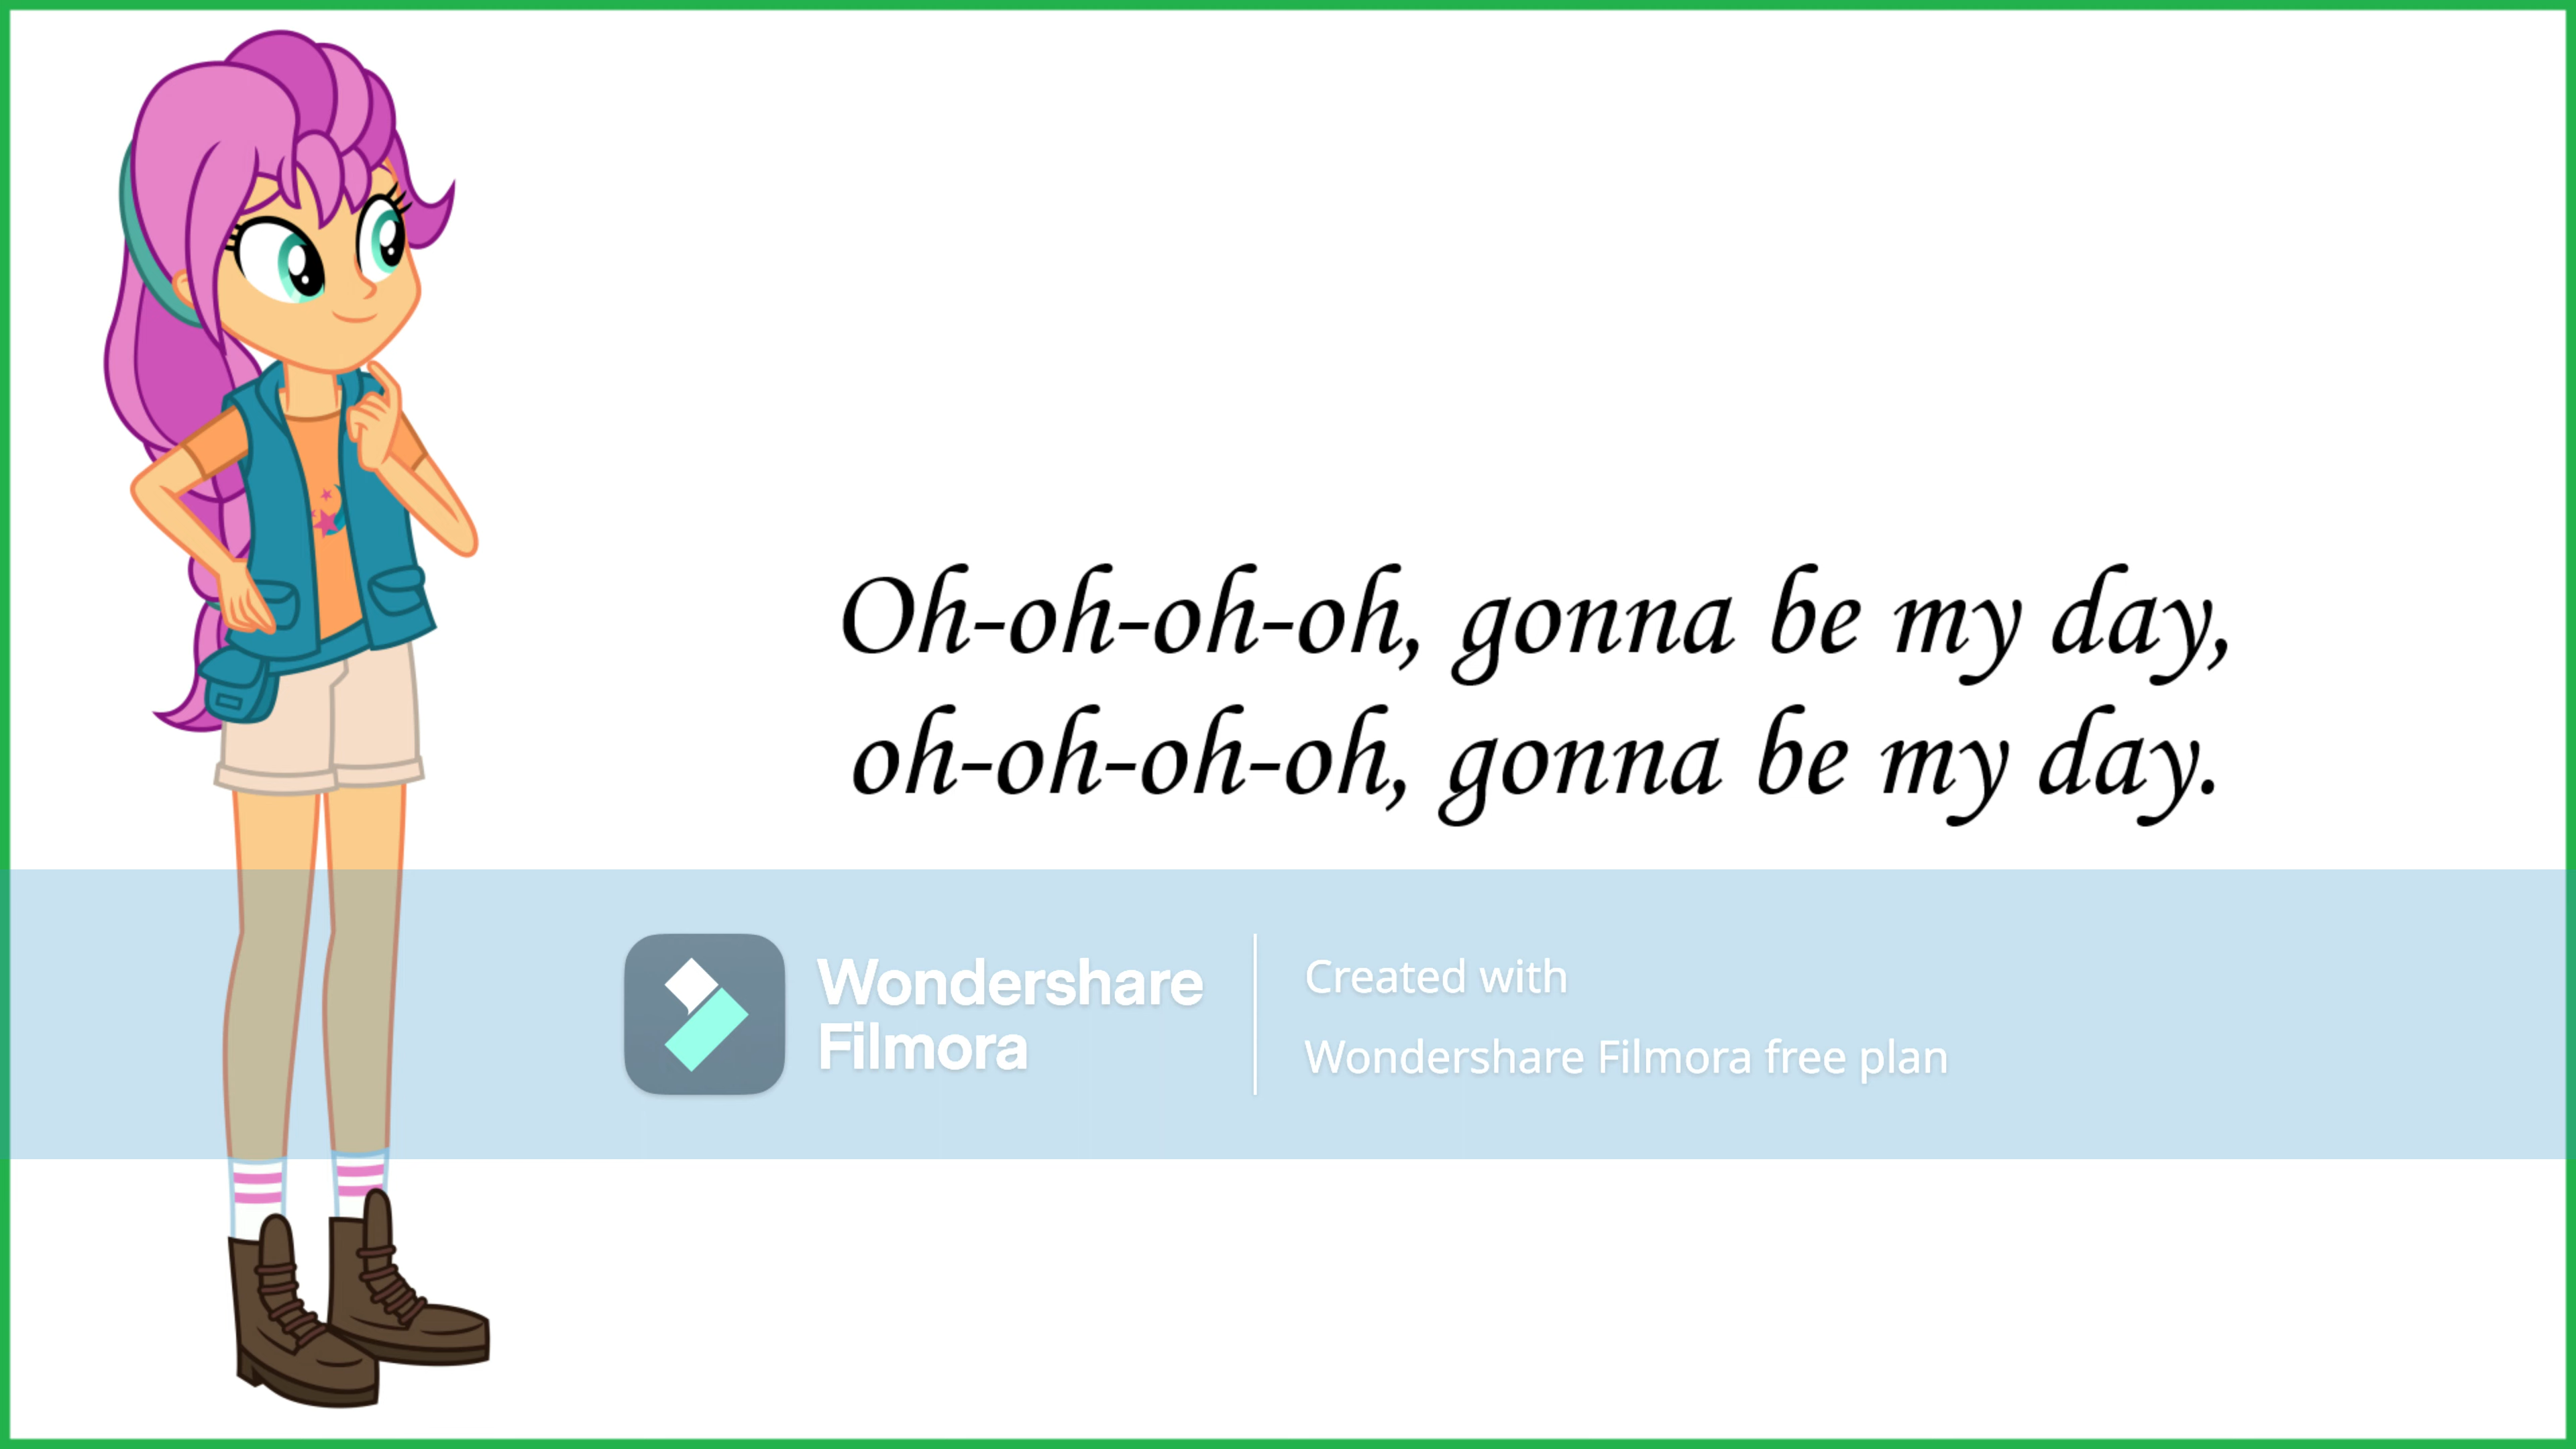 Oh-oh-oh-oh, gonna be my day,
oh-oh-oh-oh, gonna be my day.
Wondershare
Filmora
Created with
Wondershare Filmora free plan